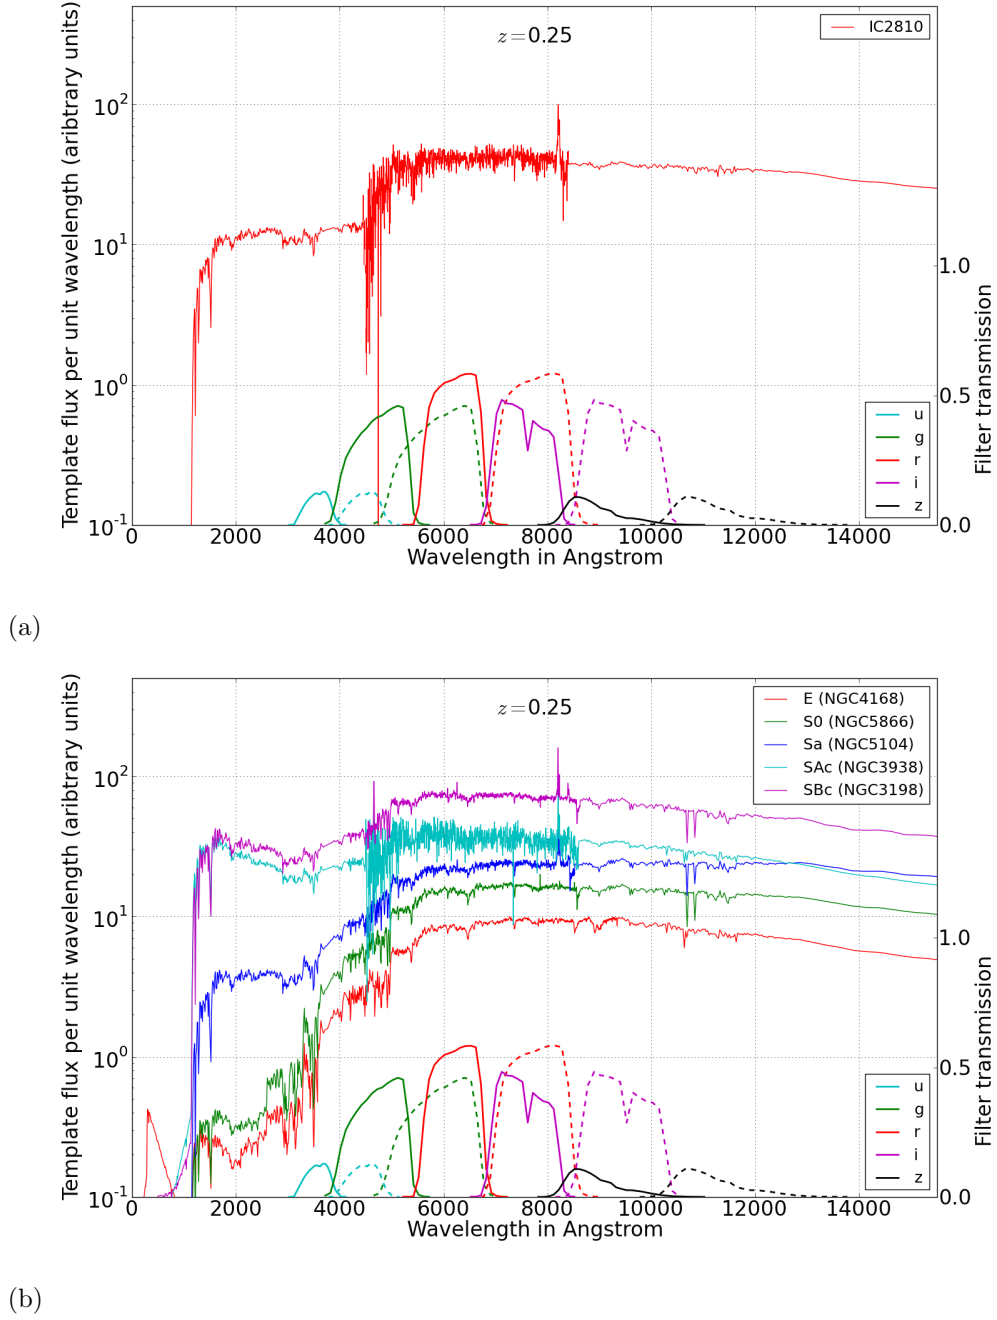 z = 0.25
IC2810
Template flux per unit wavelength (aribtrary units)
10^2
10^1
10^0
10^-1
1.0
0.5
0.0
Filter transmission
u
g
r
i
z
0 2000 4000 6000 8000 10000 12000 14000
Wavelength in Angstrom
(a)
z = 0.25
E (NGC4168)
S0 (NGC5866)
Sa (NGC5104)
SAc (NGC3938)
SBc (NGC3198)
Template flux per unit wavelength (aribtrary units)
10^2
10^1
10^0
10^-1
1.0
0.5
0.0
Filter transmission
u
g
r
i
z
0 2000 4000 6000 8000 10000 12000 14000
Wavelength in Angstrom
(b)